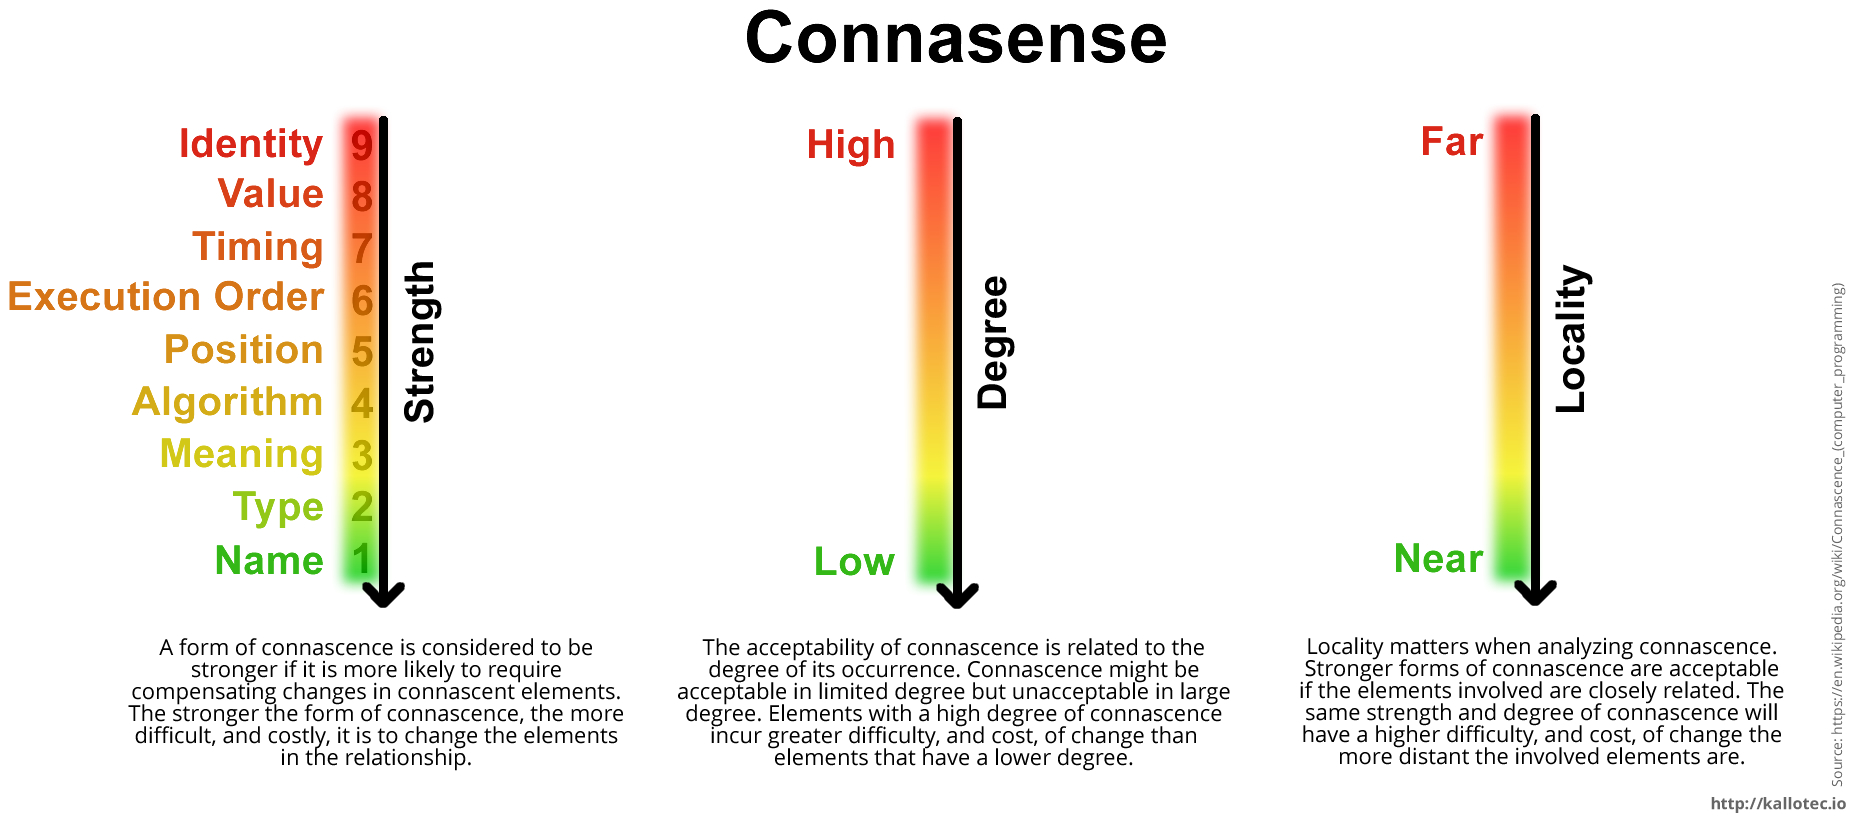 Connasense
Identity 9
Value 8
Timing 7
Execution Order 6
Position 5
Algorithm 4
Meaning 3
Type 2
Name 1
Strength
A form of connascence is considered to be
stronger if it is more likely to require
compensating changes in connascent elements.
The stronger the form of connascence, the more
difficult, and costly, it is to change the elements
in the relationship.
High
Low
Degree
The acceptability of connascence is related to the
degree of its occurrence. Connascence might be
acceptable in limited degree but unacceptable in large
degree. Elements with a high degree of connascence
incur greater difficulty, and cost, of change than
elements that have a lower degree.
Far
Near
Locality
Locality matters when analyzing connascence.
Stronger forms of connascence are acceptable
if the elements involved are closely related. The
same strength and degree of connascence will
have a higher difficulty, and cost, of change the
more distant the involved elements are.
Source: https://en.wikipedia.org/wiki/Connascence_(computer_programming)
http://kallotec.io